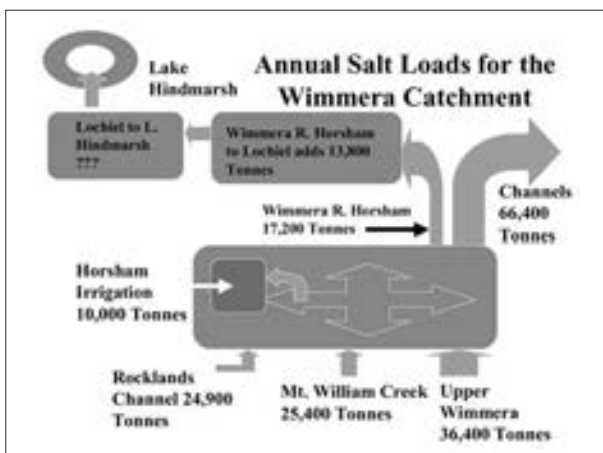 Annual Salt Loads for the
Wimmera Catchment
Lake
Hindmarsh
Lochiel to L.
Hindmarsh
???
Wimmera R. Horsham
to Lochiel adds 13,800
Tonnes
Channels
66,400
Tonnes
Wimmera R. Horsham
17,200 Tonnes
Horsham
Irrigation
10,000 Tonnes
Rocklands
Channel 24,900
Tonnes
Mt. William Creek
25,400 Tonnes
Upper
Wimmera
36,400 Tonnes